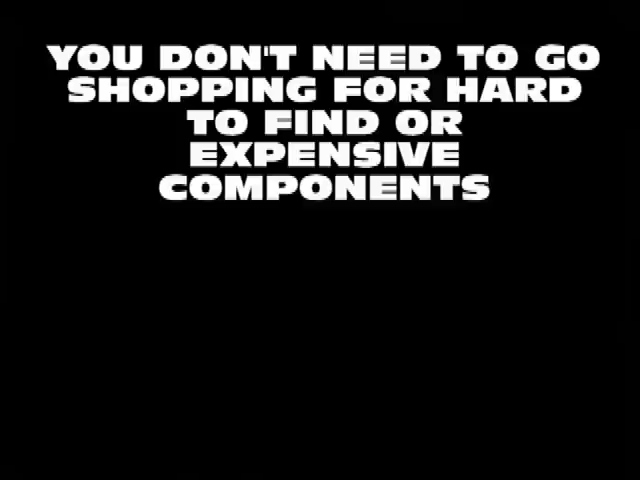 YOU DON'T NEED TO GO
SHOPPING FOR HARD
TO FIND OR
EXPENSIVE
COMPONENTS